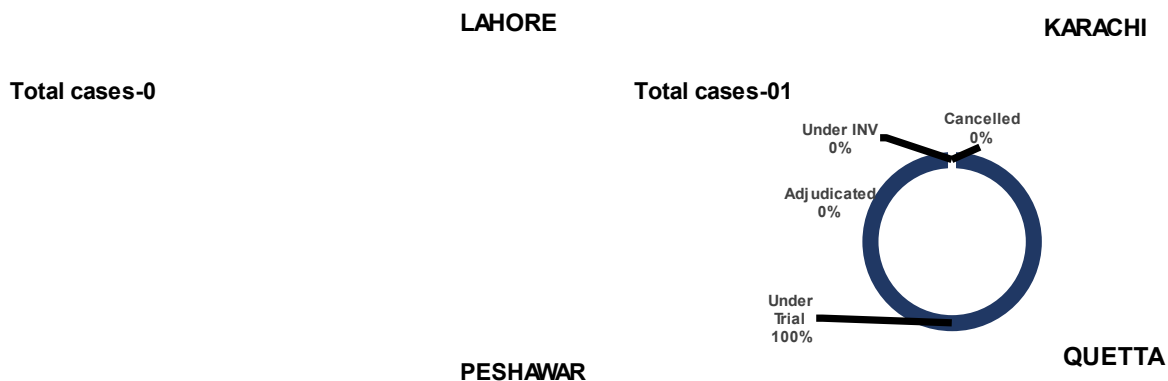 LAHORE
KARACHI
Total cases-0
Total cases-01
Cancelled
0%
Under INV
0%
Adjudicated
0%
Under
Trial
100%
QUETTA
PESHAWAR